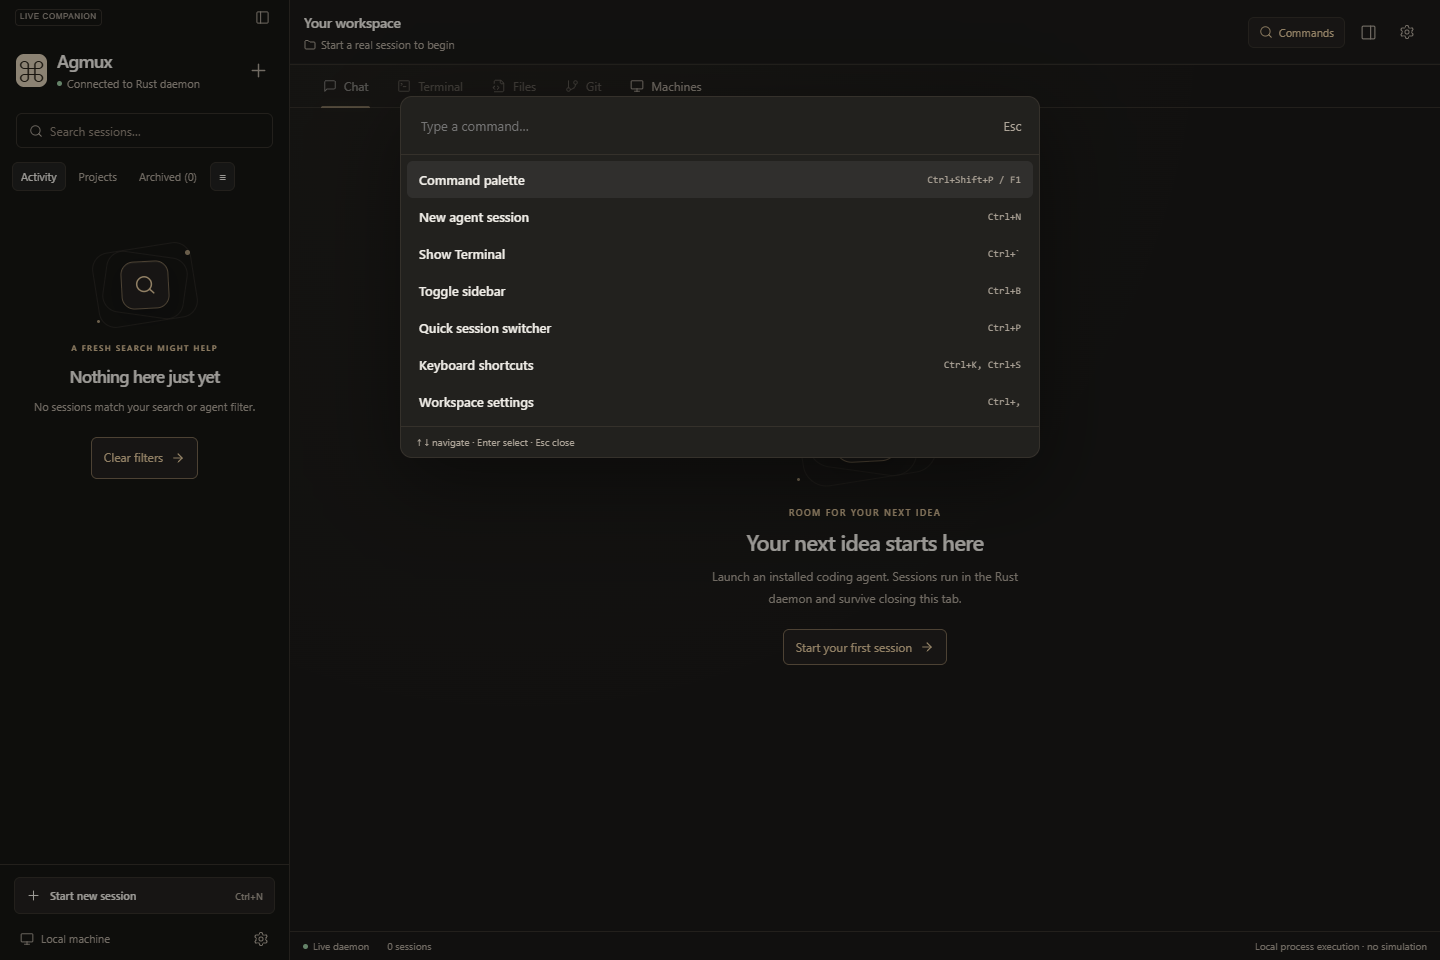 LIVE COMPANION
Agmux
Connected to Rust daemon
Search sessions...
Activity
Projects
Archived (0)
A FRESH SEARCH MIGHT HELP
Nothing here just yet
No sessions match your search or agent filter.
Clear filters
Start new session
Ctrl+N
Local machine
Your workspace
Start a real session to begin
Commands
Chat
Terminal
Files
Git
Machines
Type a command...
Esc
Command palette
Ctrl+Shift+P / F1
New agent session
Ctrl+N
Show Terminal
Ctrl+`
Toggle sidebar
Ctrl+B
Quick session switcher
Ctrl+P
Keyboard shortcuts
Ctrl+K, Ctrl+S
Workspace settings
Ctrl+,
↑↓ navigate · Enter select · Esc close
ROOM FOR YOUR NEXT IDEA
Your next idea starts here
Launch an installed coding agent. Sessions run in the Rust
daemon and survive closing this tab.
Start your first session
Live daemon
0 sessions
Local process execution · no simulation